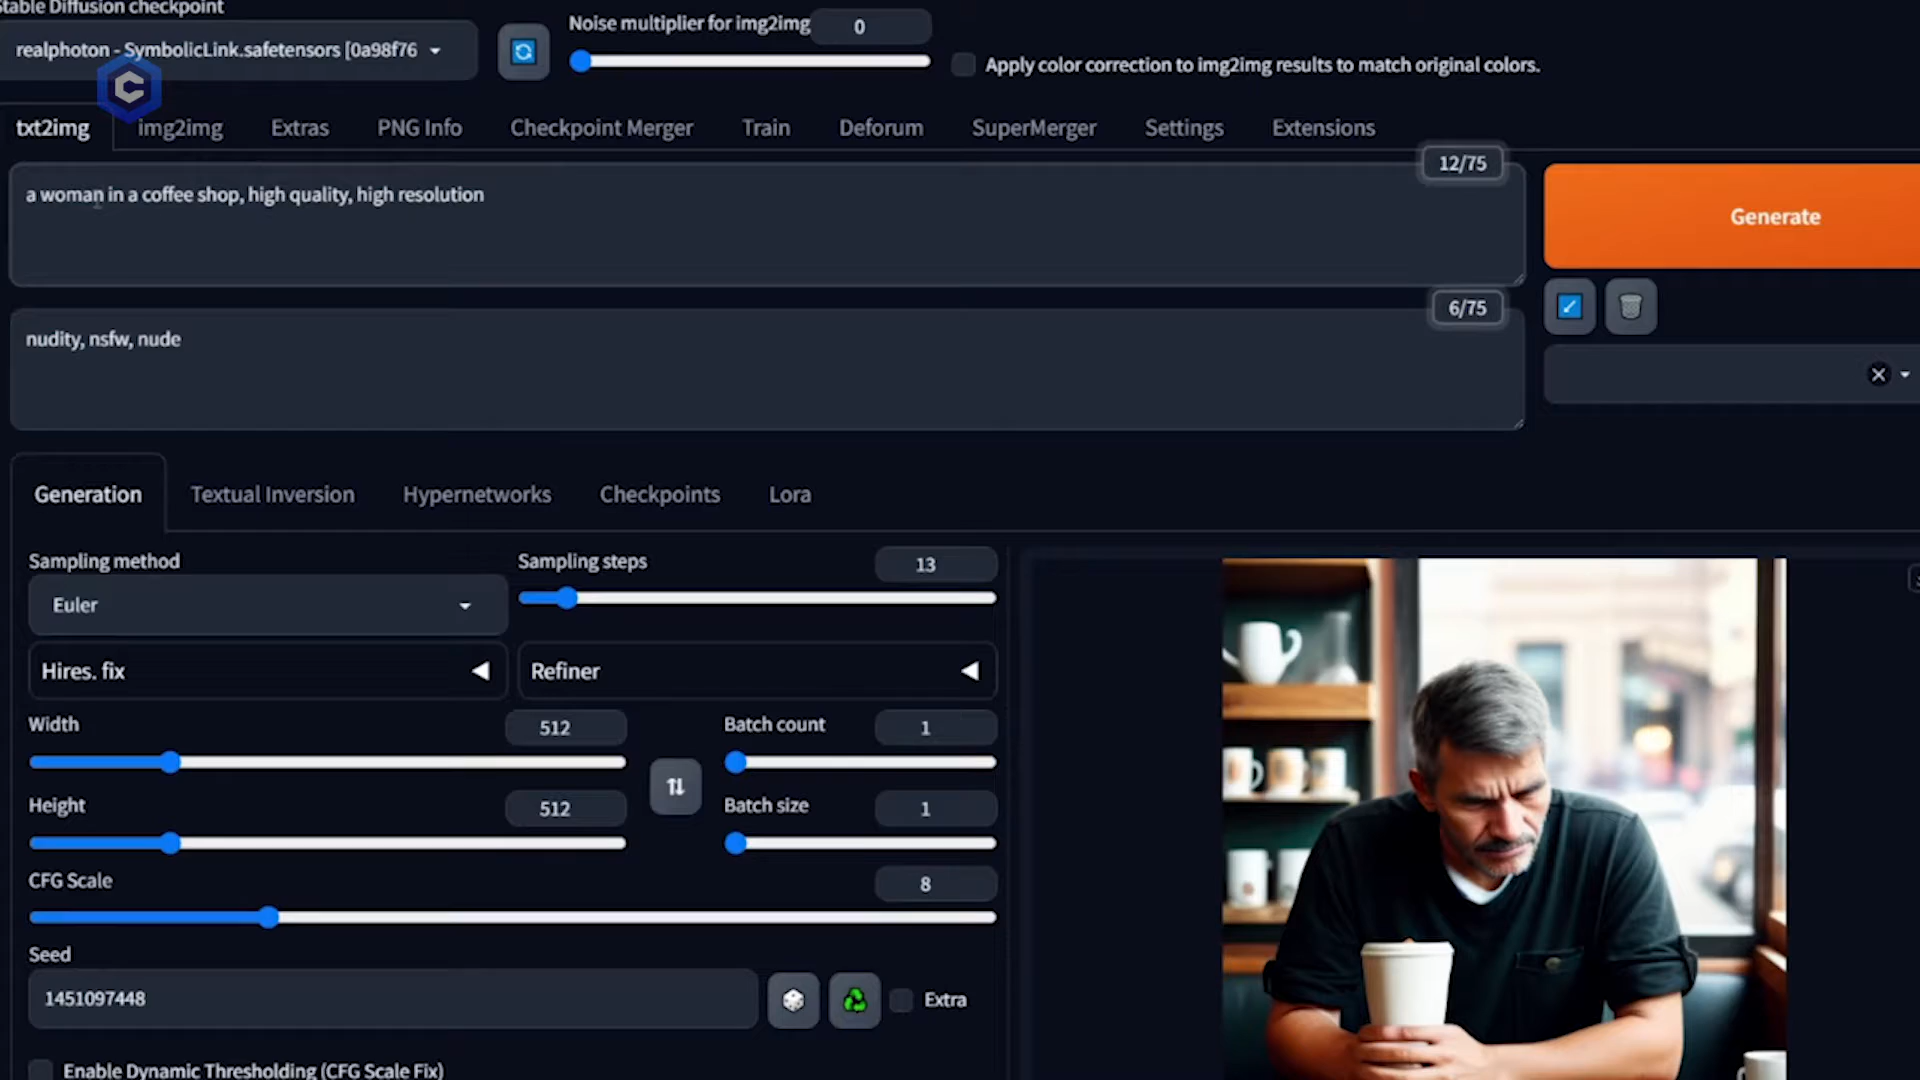 Stable Diffusion checkpoint
Noise multiplier for img2img
0
realphoton - SymbolicLink.safetensors [0a98f76
Apply color correction to img2img results to match original colors.
txt2img
img2img
Extras
PNG Info
Checkpoint Merger
Train
Deforum
SuperMerger
Settings
Extensions
12/75
a woman in a coffee shop, high quality, high resolution
Generate
6/75
nudity, nsfw, nude
Generation
Textual Inversion
Hypernetworks
Checkpoints
Lora
Sampling method
Sampling steps
13
Euler
Hires. fix
Refiner
Width
512
Batch count
1
Height
512
Batch size
1
CFG Scale
8
Seed
1451097448
Extra
Enable Dynamic Thresholding (CFG Scale Fix)